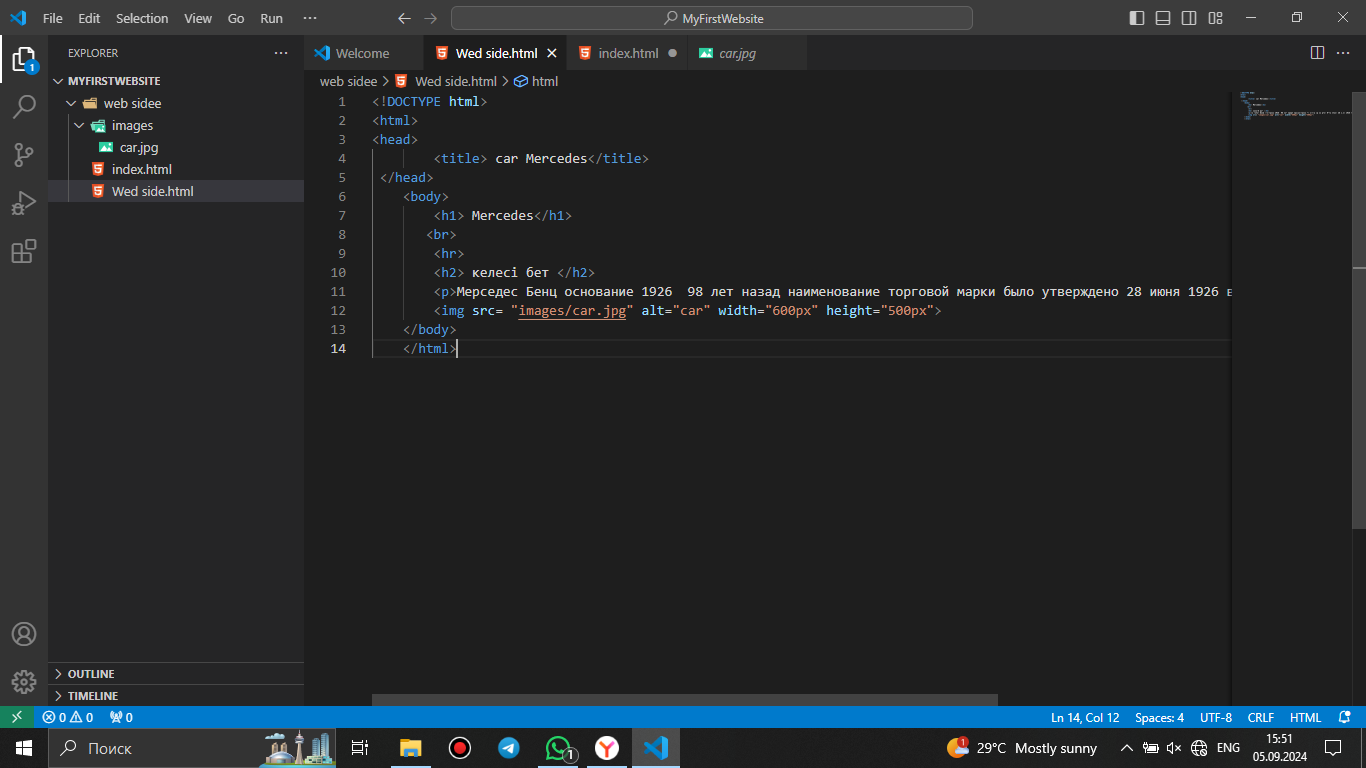 File Edit Selection View Go Run ··· MyFirstWebsite
EXPLORER ···
Welcome
Wed side.html
index.html
car.jpg
MYFIRSTWEBSITE
web sidee
images
car.jpg
index.html
Wed side.html
OUTLINE
TIMELINE
web sidee > Wed side.html > html
1 <!DOCTYPE html>
2 <html>
3 <head>
4 <title> car Mercedes</title>
5 </head>
6 <body>
7 <h1> Mercedes</h1>
8 <br>
9 <hr>
10 <h2> келесі бет </h2>
11 <p>Мерседес Бенц основание 1926  98 лет назад наименование торговой марки было утверждено 28 июня 1926 в
12 <img src= "images/car.jpg" alt="car" width="600px" height="500px">
13 </body>
14 </html>
1
0 0 0
Ln 14, Col 12 Spaces: 4 UTF-8 CRLF HTML
Поиск
1
1
29°C Mostly sunny
ENG
15:51
05.09.2024